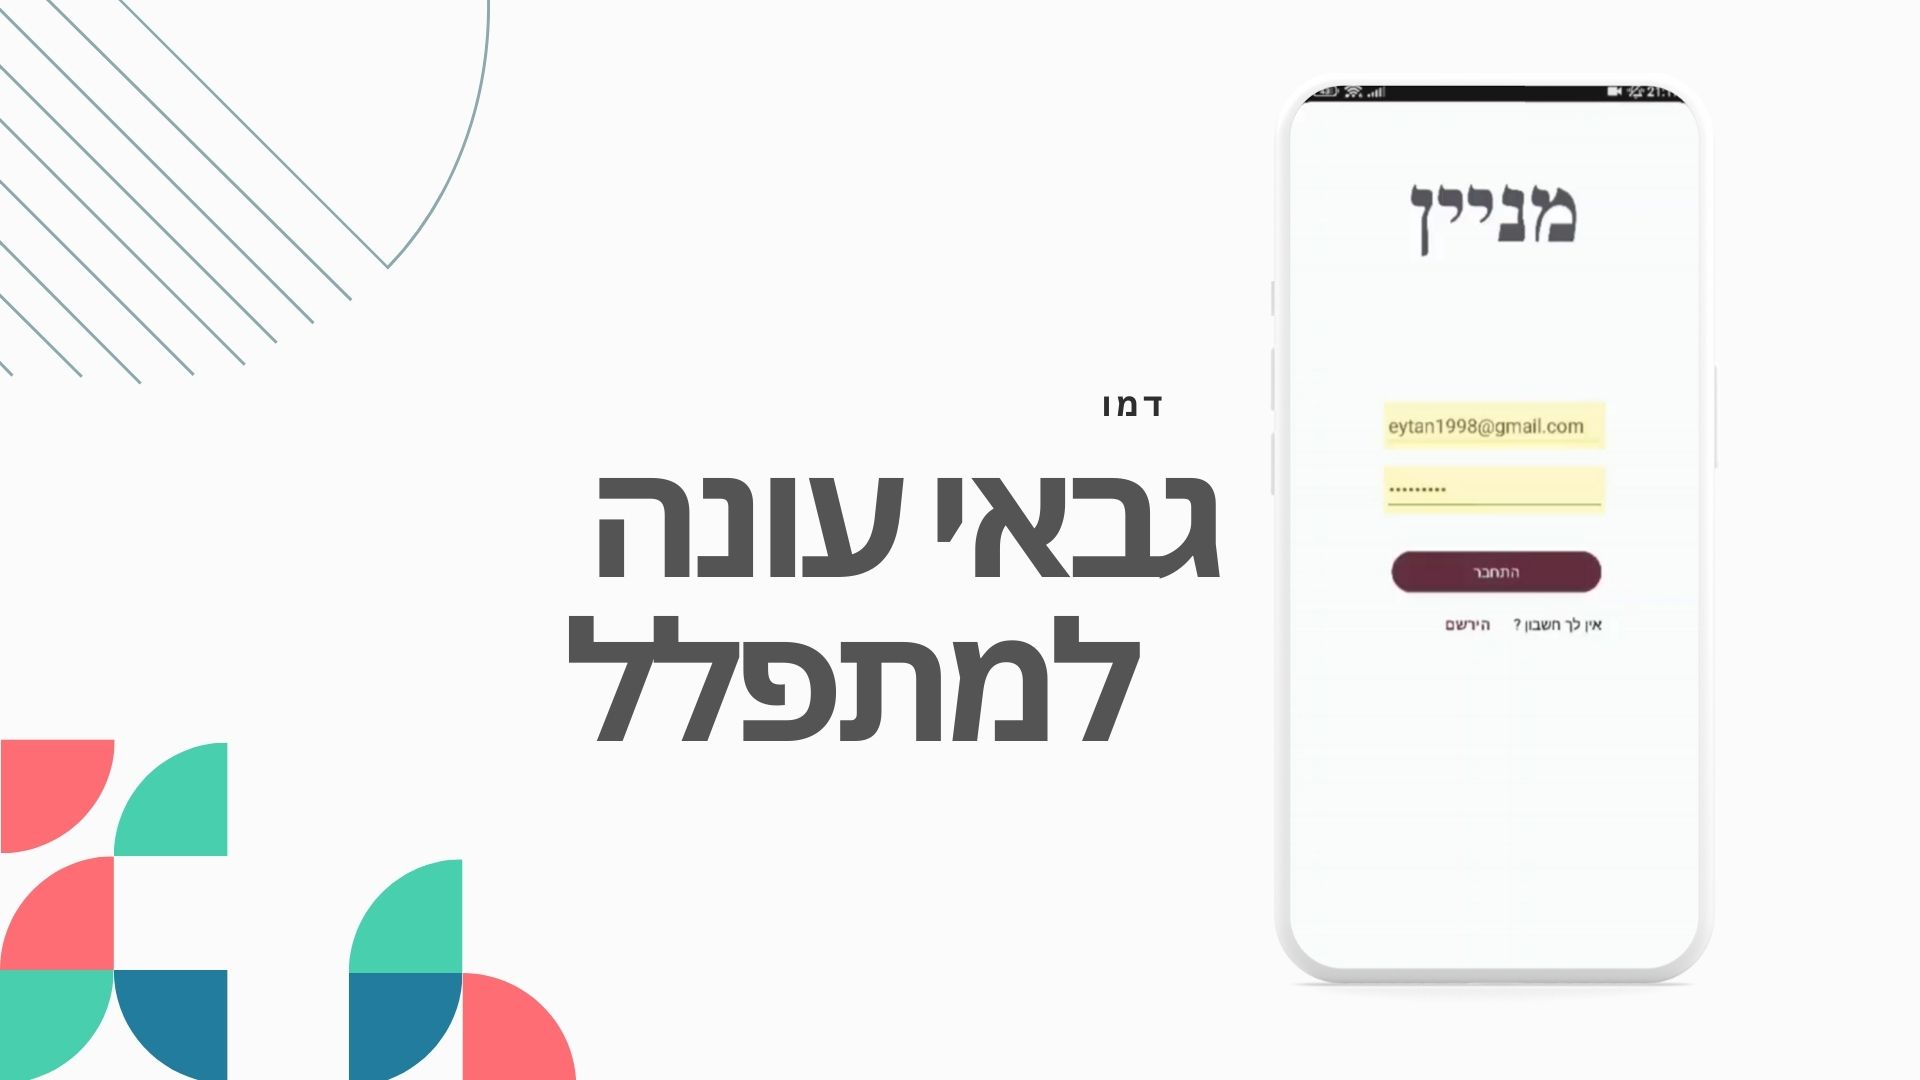 דמו
גבאי עונה
למתפלל
מניין
eytan1998@gmail.com
•••••••••
התחבר
אין לך חשבון ? הירשם